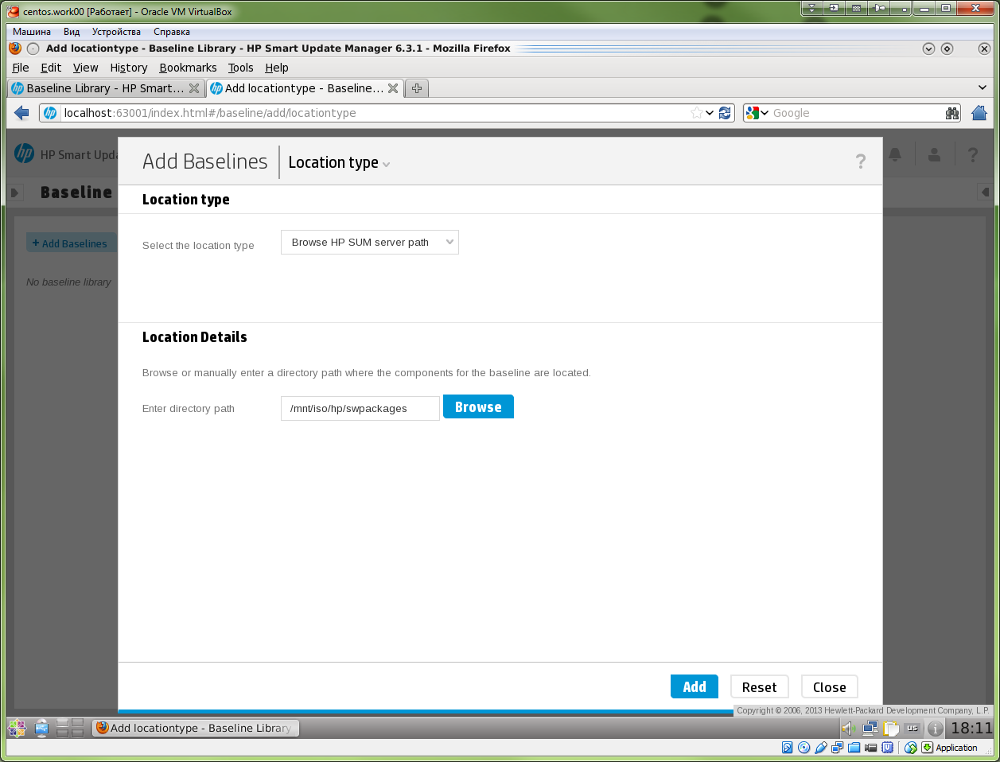 centos.work00 [Работает] - Oracle VM VirtualBox
Машина Вид Устройства Справка
Add locationtype - Baseline Library - HP Smart Update Manager 6.3.1 - Mozilla Firefox
File Edit View History Bookmarks Tools Help
hp Baseline Library - HP Smart... hp Add locationtype - Baseline...
hp localhost:63001/index.html#/baseline/add/locationtype Google
hp HP Smart Upda
Add Baselines Location type ?
?
Baseline
Location type
+ Add Baselines
Select the location type Browse HP SUM server path
No baseline library
Location Details
Browse or manually enter a directory path where the components for the baseline are located.
Enter directory path /mnt/iso/hp/swpackages Browse
Add Reset Close
Copyright © 2006, 2013 Hewlett-Packard Development Company, L.P.
Add locationtype - Baseline Library us i 18:11
Application